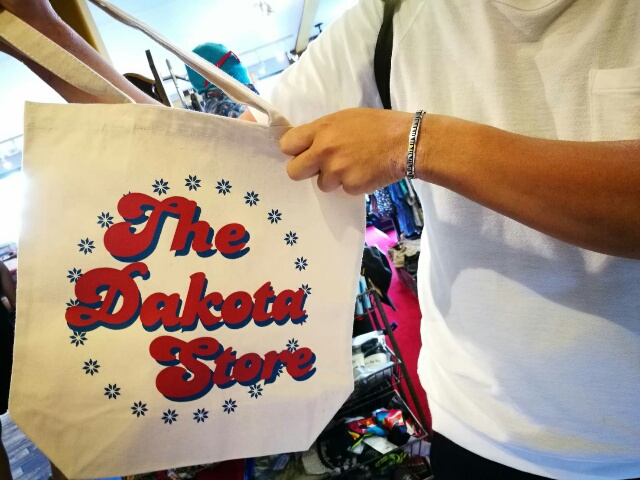 The
Dakota
Store